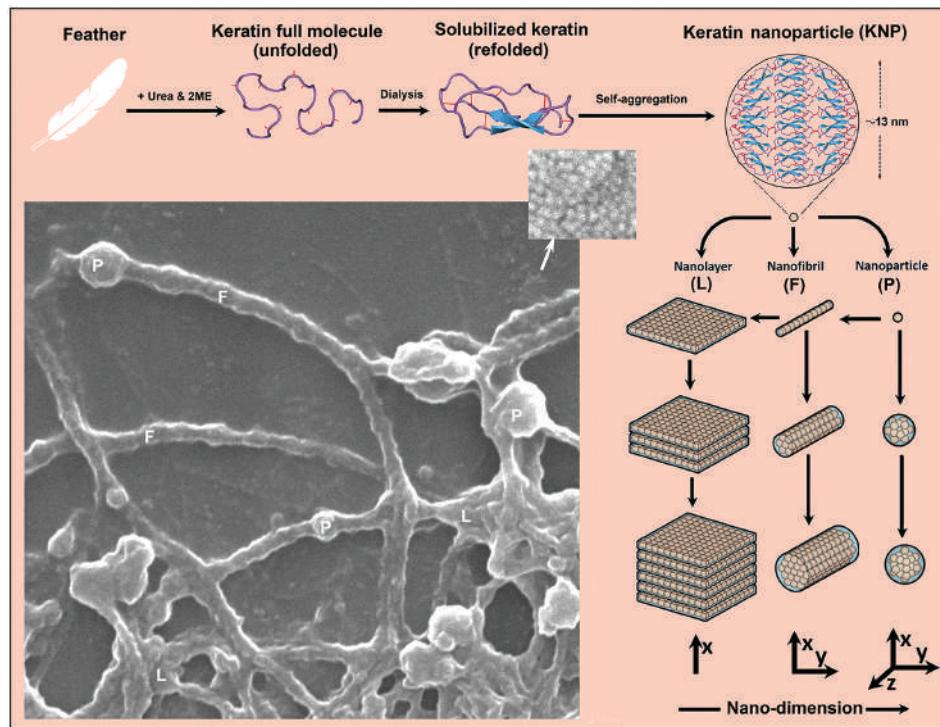 Feather
Keratin full molecule
(unfolded)
Solubilized keratin
(refolded)
Keratin nanoparticle (KNP)
+ Urea & 2ME
Dialysis
Self-aggregation
~13 nm
Nanolayer
(L)
Nanofibril
(F)
Nanoparticle
(P)
P
F
P
F
P
L
L
x
x
y
x
y
z
Nano-dimension